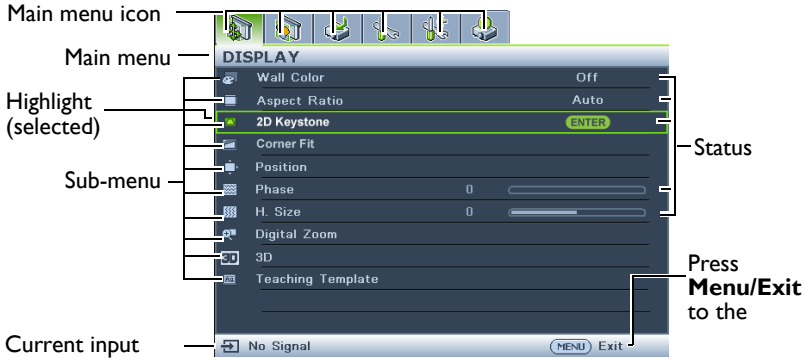 Main menu icon
Main menu
DISPLAY
Wall Color Off
Aspect Ratio Auto
Highlight
(selected)
2D Keystone ENTER
Corner Fit
Status
Position
Sub-menu
Phase 0
H. Size 0
Digital Zoom
3D 3D
Teaching Template
Press
Menu/Exit
to the
Current input
No Signal MENU Exit